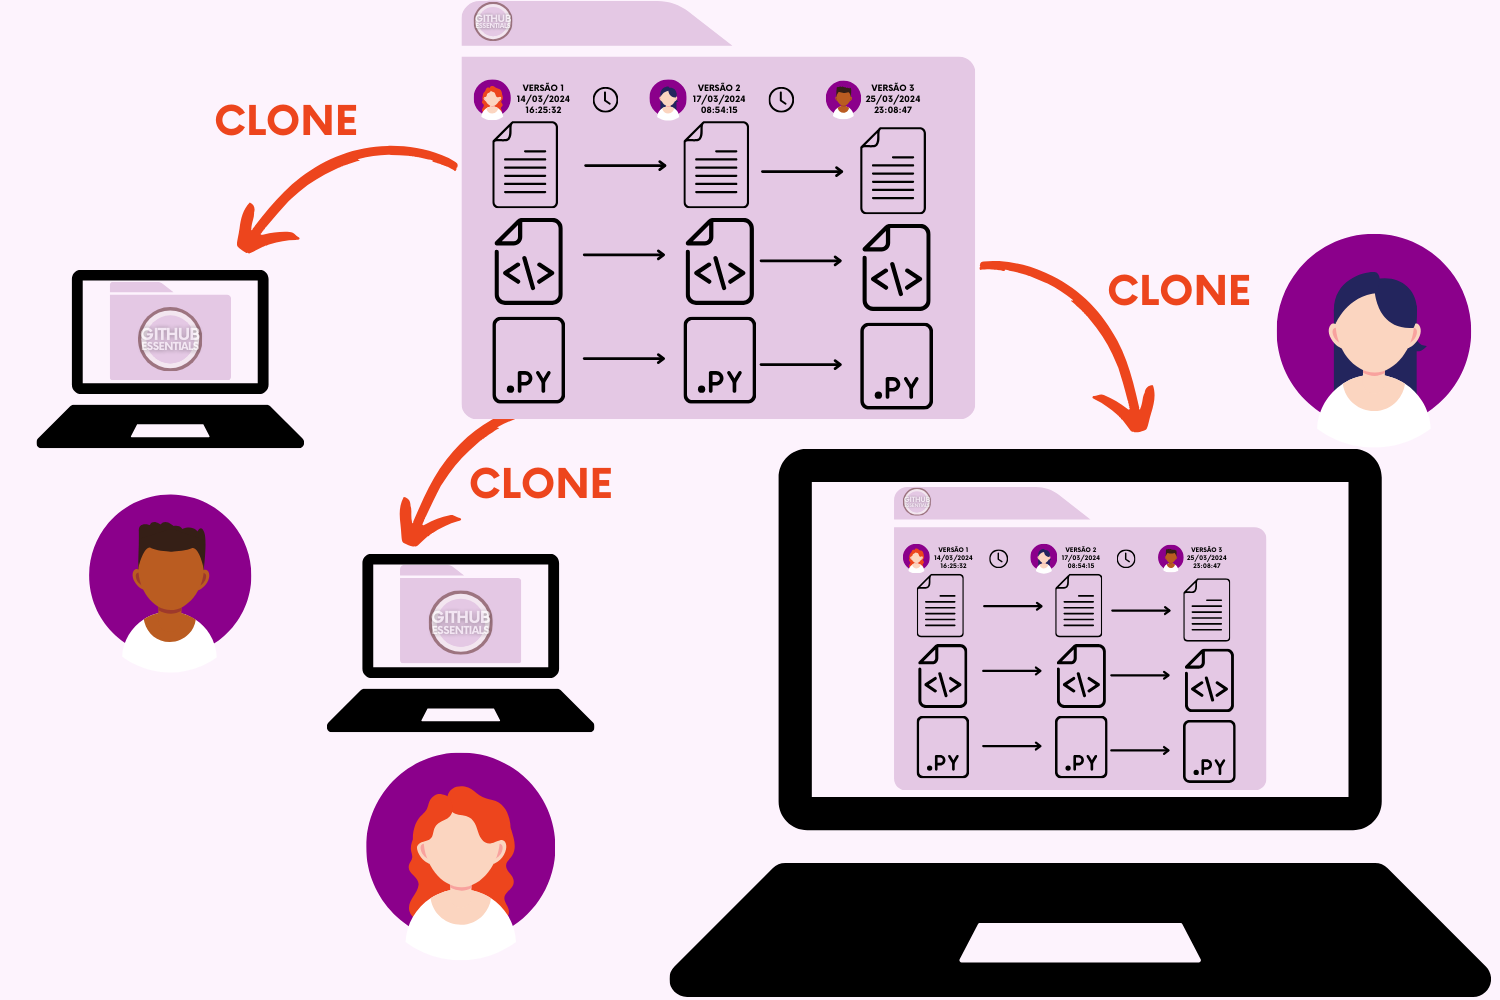 GITHUB
ESSENTIALS
VERSÃO 1
14/03/2024
16:25:32
VERSÃO 2
17/03/2024
08:54:15
VERSÃO 3
25/03/2024
23:08:47
</>
</>
</>
.PY
.PY
.PY
CLONE
CLONE
CLONE
GITHUB
ESSENTIALS
GITHUB
ESSENTIALS
GITHUB
ESSENTIALS
VERSÃO 1
14/03/2024
16:25:32
VERSÃO 2
17/03/2024
08:54:15
VERSÃO 3
25/03/2024
23:08:47
</>
</>
</>
.PY
.PY
.PY